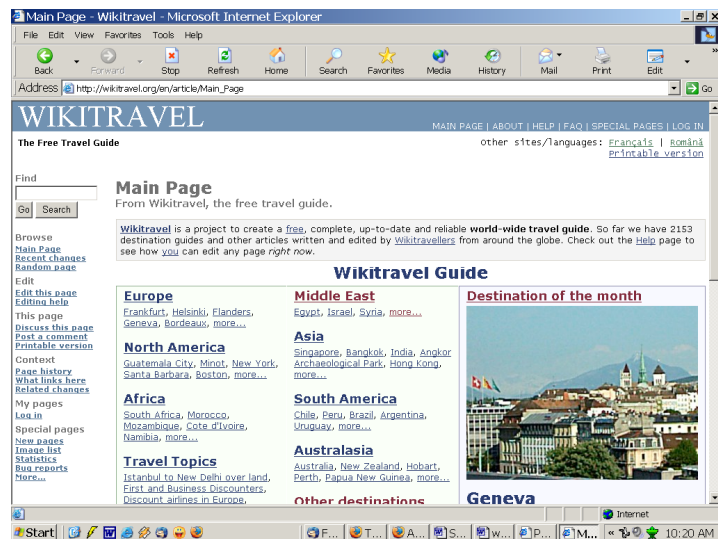 Main Page - Wikitravel - Microsoft Internet Explorer
File Edit View Favorites Tools Help
Back Forward Stop Refresh Home Search Favorites Media History Mail Print Edit
Address http://wikitravel.org/en/article/Main_Page Go
WIKITRAVEL
MAIN PAGE | ABOUT | HELP | FAQ | SPECIAL PAGES | LOG IN
The Free Travel Guide
Other sites/languages: Français | Română
Printable version
Find
Go Search
Browse
Main Page
Recent changes
Random page
Edit
Edit this page
Editing help
This page
Discuss this page
Post a comment
Printable version
Context
Page history
What links here
Related changes
My pages
Log in
Special pages
New pages
Image list
Statistics
Bug reports
More...
Main Page
From Wikitravel, the free travel guide.
Wikitravel is a project to create a free, complete, up-to-date and reliable world-wide travel guide. So far we have 2153
destination guides and other articles written and edited by Wikitravellers from around the globe. Check out the Help page to
see how you can edit any page right now.
Wikitravel Guide
Europe
Frankfurt, Helsinki, Flanders,
Geneva, Bordeaux, more...
North America
Guatemala City, Minot, New York,
Santa Barbara, Boston, more...
Africa
South Africa, Morocco,
Mozambique, Cote d'Ivoire,
Namibia, more...
Travel Topics
Istanbul to New Delhi over land,
First and Business Discounters,
Discount airlines in Europe,
Middle East
Egypt, Israel, Syria, more...
Asia
Singapore, Bangkok, India, Angkor
Archaeological Park, Hong Kong,
more...
South America
Chile, Peru, Brazil, Argentina,
Uruguay, more...
Australasia
Australia, New Zealand, Hobart,
Perth, Papua New Guinea, more...
Other destinations
Destination of the month
Geneva
Internet
Start F... T... A... S... w... P... M... 10:20 AM